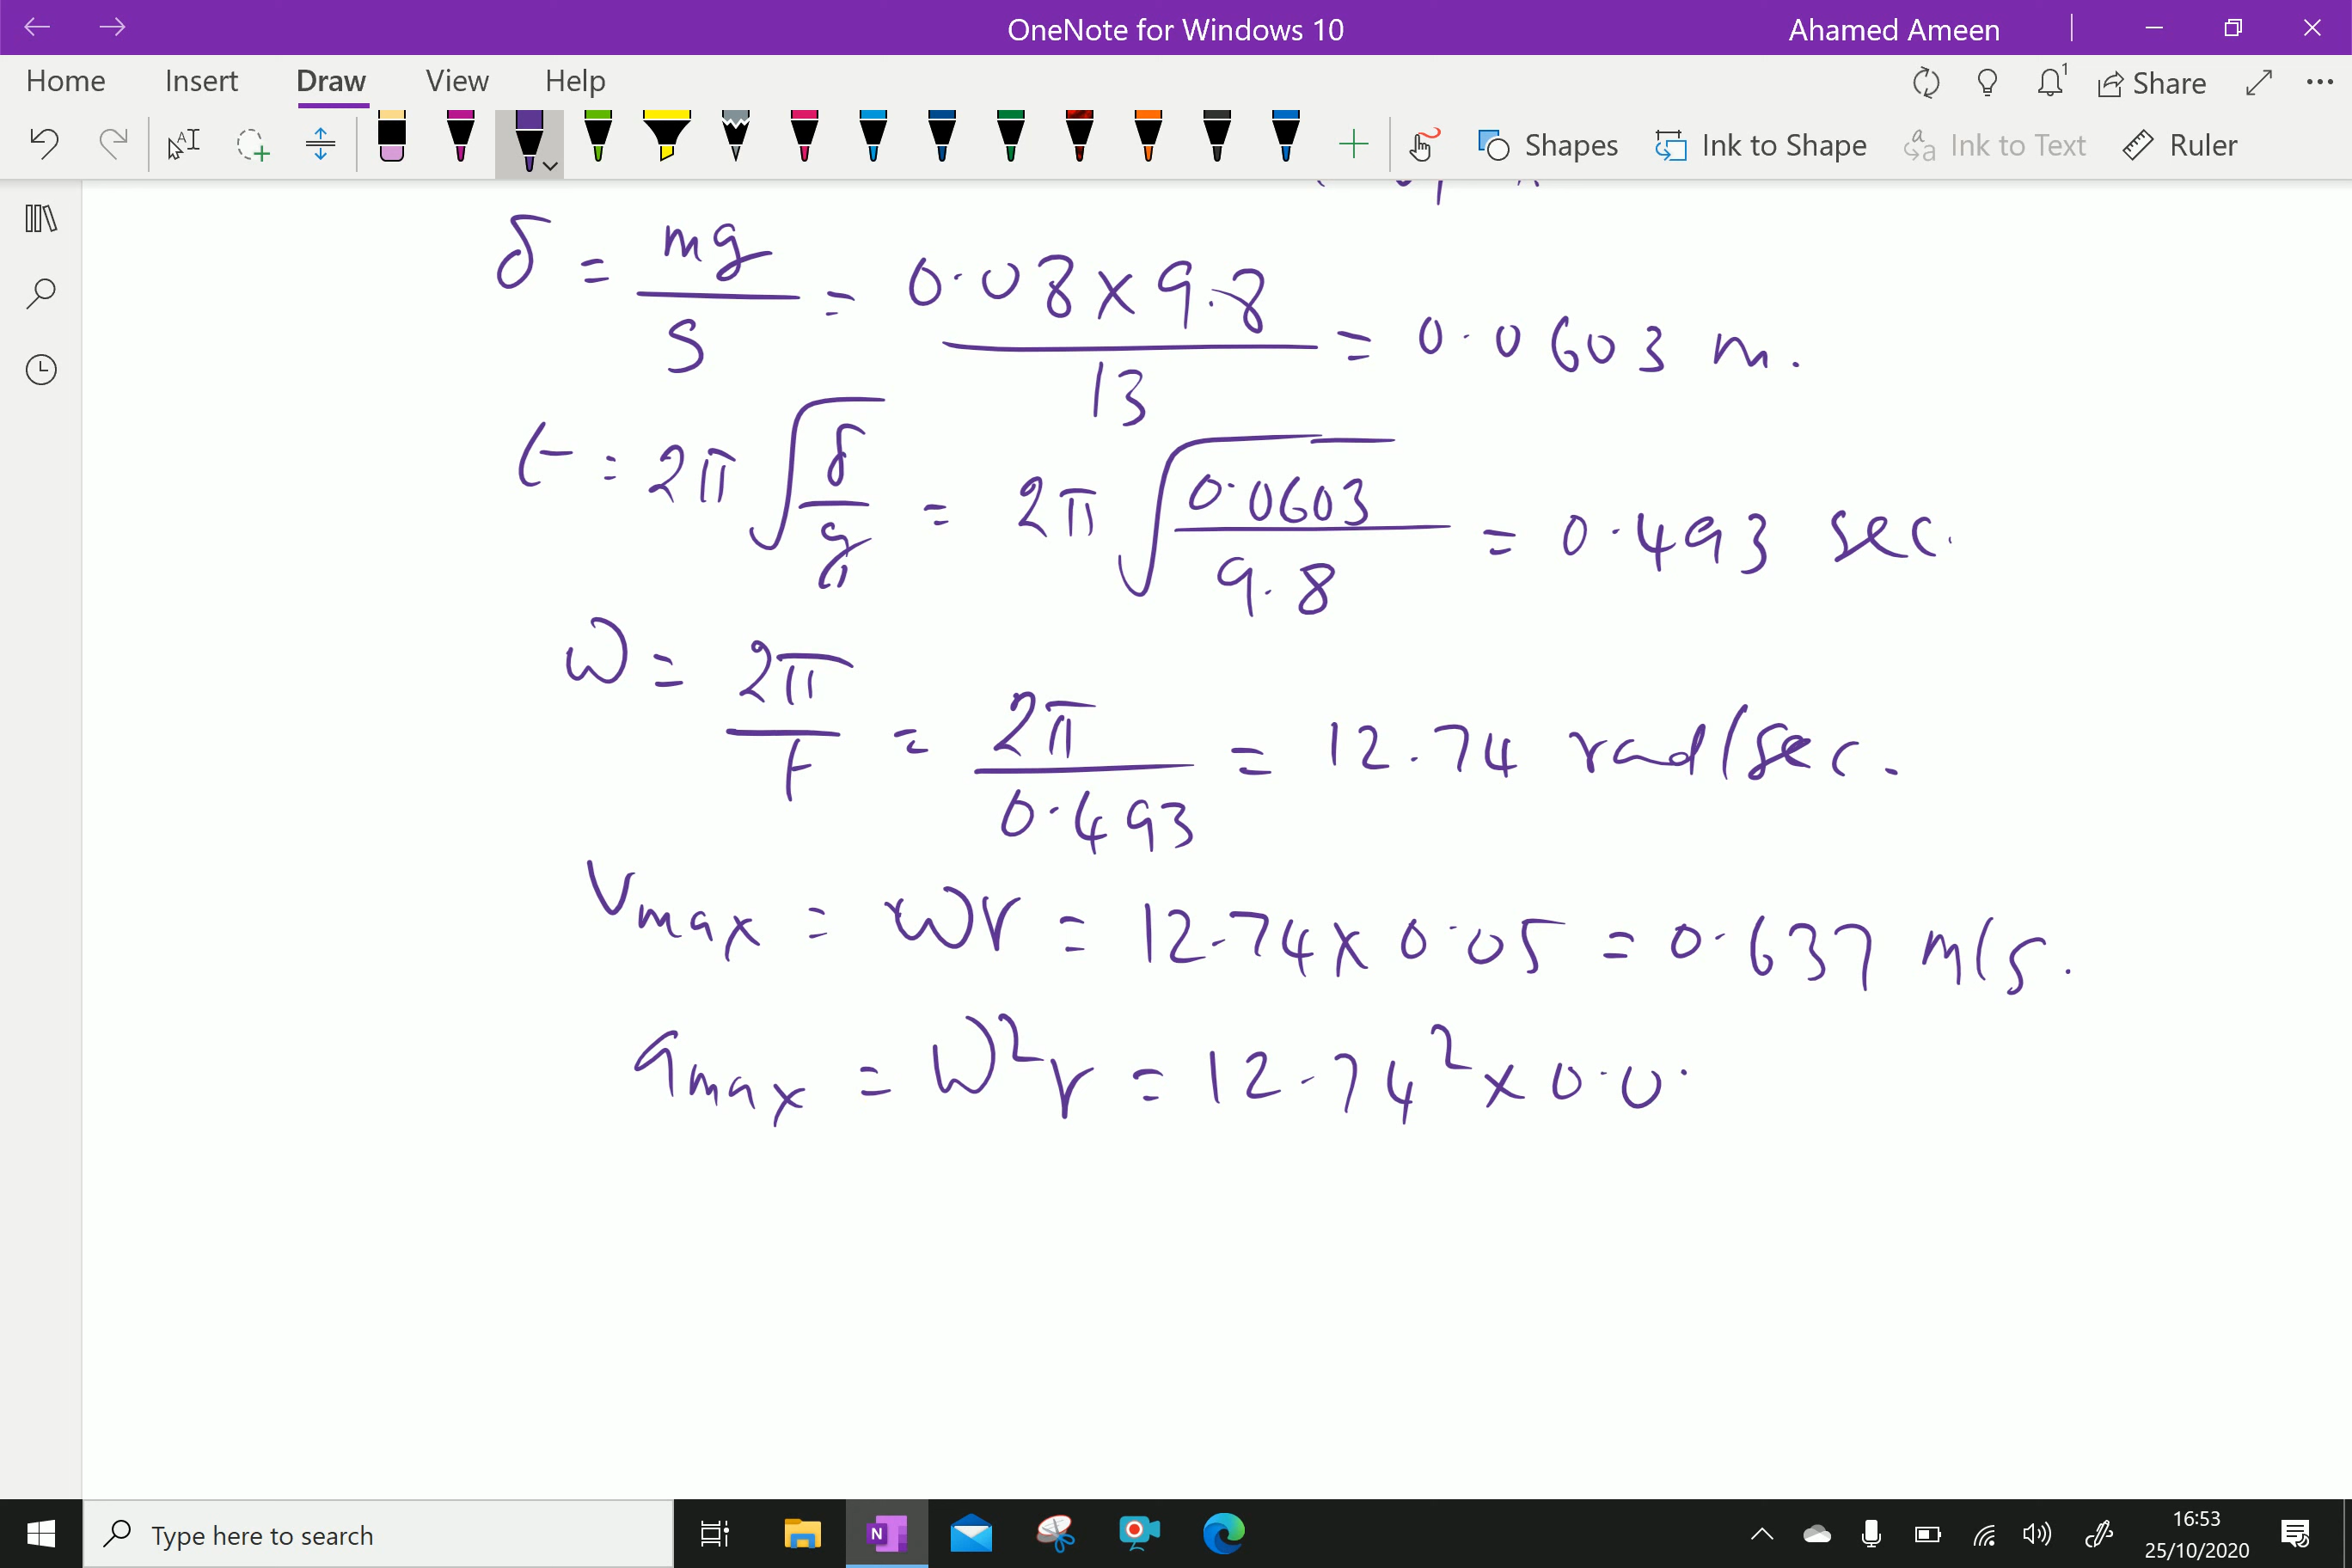 OneNote for Windows 10
Ahamed Ameen
Home Insert Draw View Help
1
Share
Shapes Ink to Shape Ink to Text Ruler
δ = mg/s = 0.08 × 9.8/13 = 0.0603 m.
t = 2π √(δ/g) = 2π √(0.0603/9.8) = 0.493 sec.
ω = 2π/t = 2π/0.493 = 12.74 rad/sec.
Vmax = ωr = 12.74 × 0.05 = 0.637 m/s.
amax = ω²r = 12.74² × 0.0
Type here to search
N
16:53
25/10/2020